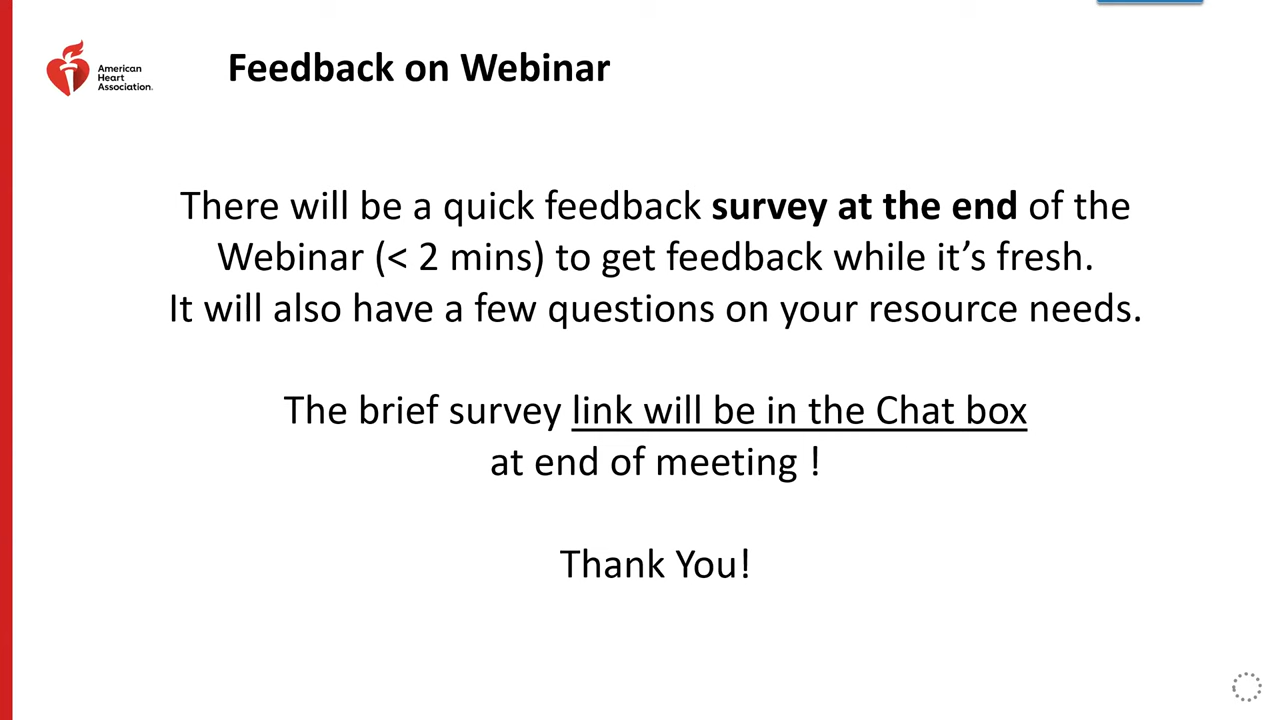 American
Heart
Association.
Feedback on Webinar
There will be a quick feedback survey at the end of the
Webinar (< 2 mins) to get feedback while it’s fresh.
It will also have a few questions on your resource needs.
The brief survey link will be in the Chat box
at end of meeting !
Thank You!